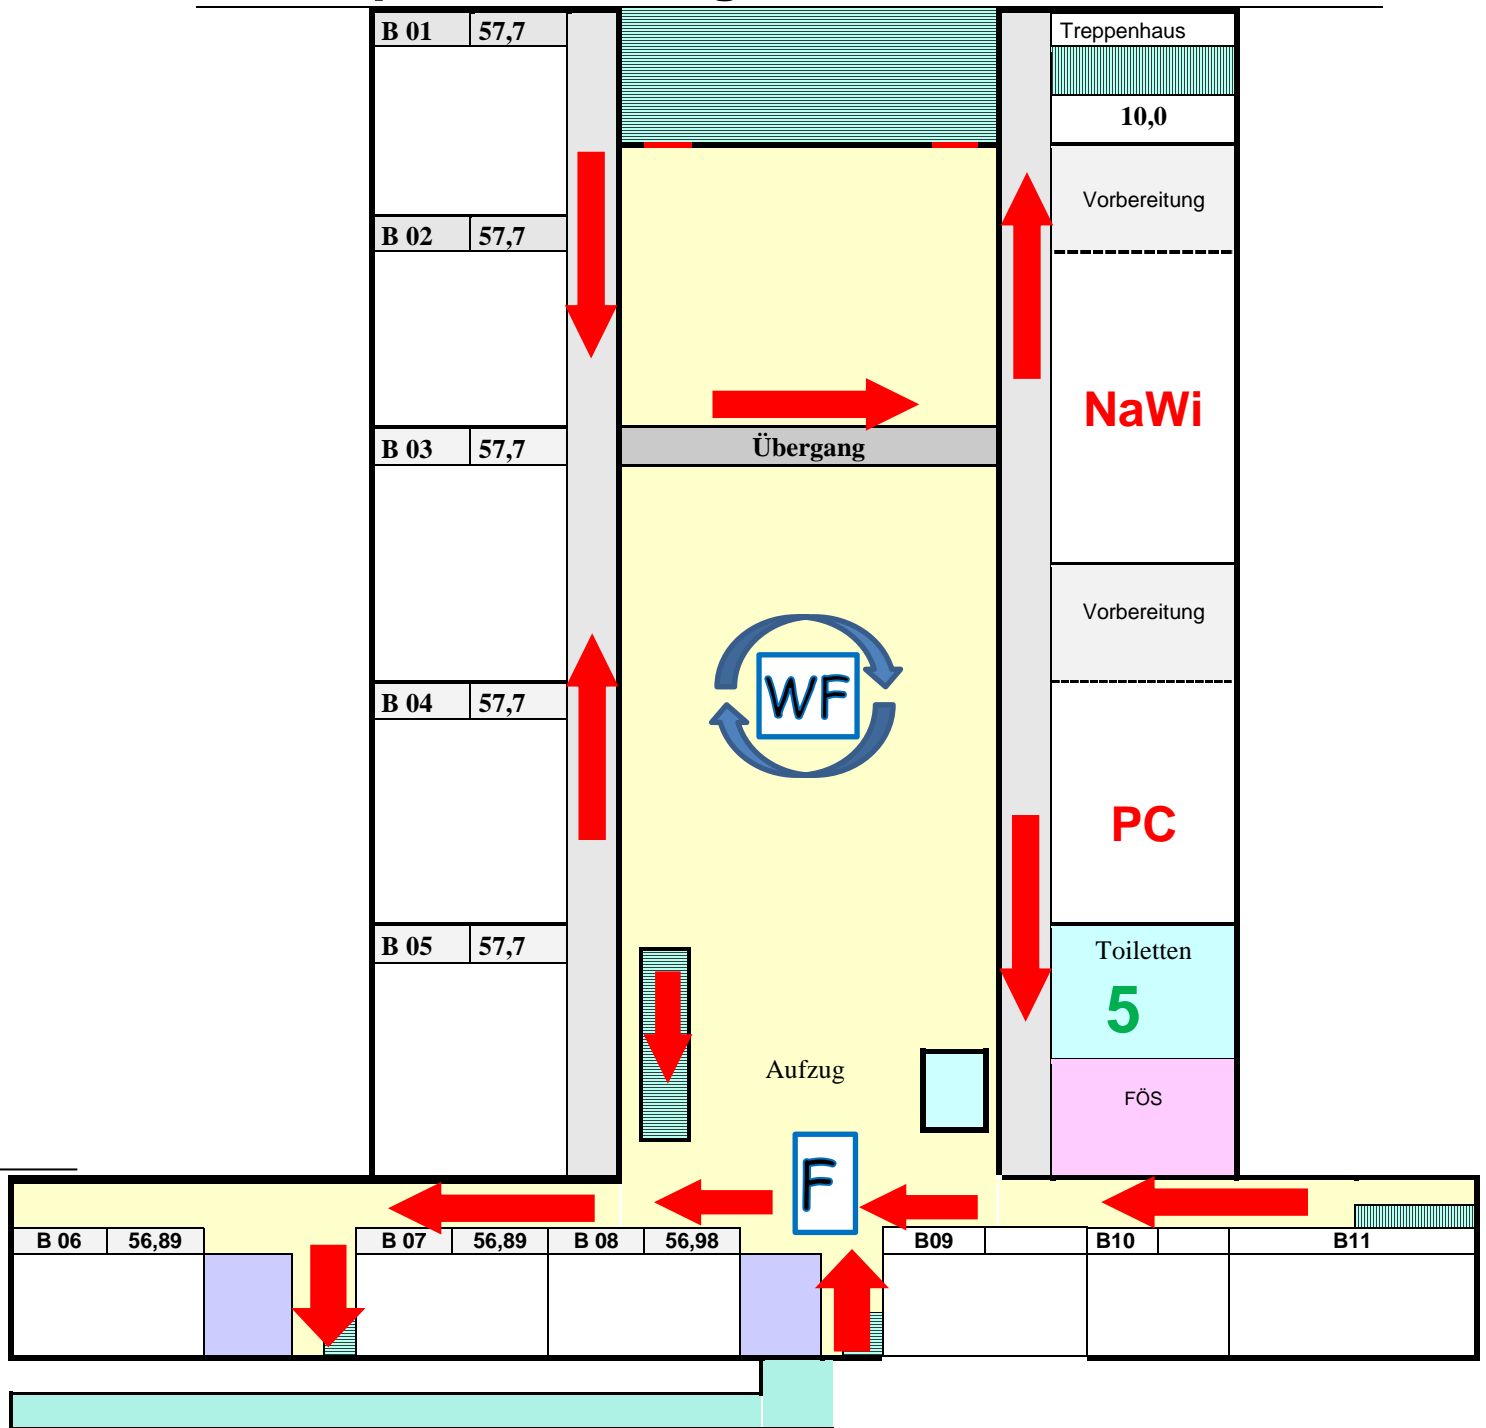 B 01 57,7
Treppenhaus
10,0
Vorbereitung
B 02 57,7
NaWi
Übergang
B 03 57,7
Vorbereitung
WF
B 04 57,7
PC
B 05 57,7
Toiletten
5
Aufzug
FÖS
F
B 06 56,89 B 07 56,89 B 08 56,98 B09 B10 B11